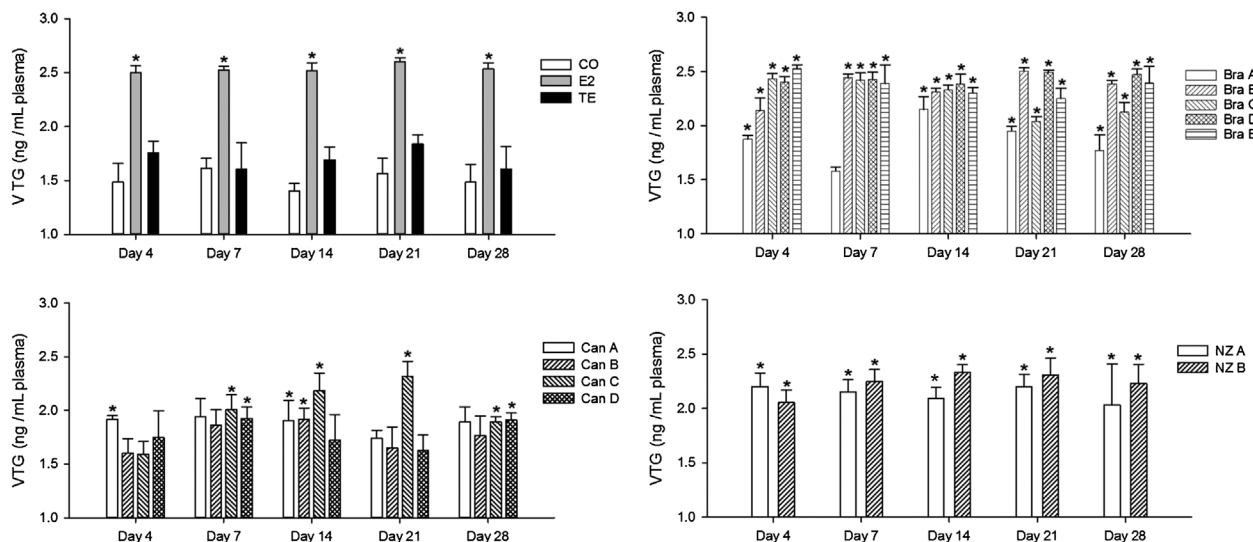 VTG (ng /mL plasma)
3.0
2.5
2.0
1.5
1.0
* * * * *
Day 4 Day 7 Day 14 Day 21 Day 28
CO
E2
TE
VTG (ng /mL plasma)
3.0
2.5
2.0
1.5
1.0
* * * * * * * * * * * * * * * * * * * * * * * *
Day 4 Day 7 Day 14 Day 21 Day 28
Bra A
Bra B
Bra C
Bra D
Bra E
VTG (ng /mL plasma)
3.0
2.5
2.0
1.5
1.0
* * * * * * * * *
Day 4 Day 7 Day 14 Day 21 Day 28
Can A
Can B
Can C
Can D
VTG (ng /mL plasma)
3.0
2.5
2.0
1.5
1.0
* * * * * * * * * *
Day 4 Day 7 Day 14 Day 21 Day 28
NZ A
NZ B